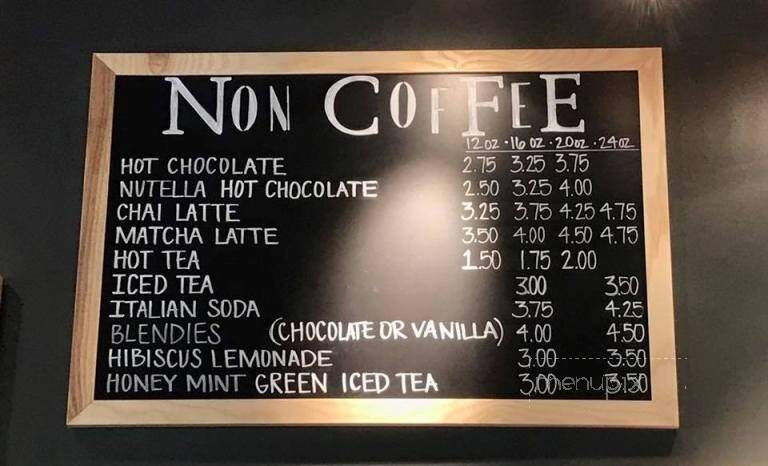 NON COFFEE
12 oz · 16 oz · 20 oz · 24 oz
HOT CHOCOLATE 2.75 3.25 3.75
NUTELLA HOT CHOCOLATE 2.50 3.25 4.00
CHAI LATTE 3.25 3.75 4.25 4.75
MATCHA LATTE 3.50 4.00 4.50 4.75
HOT TEA 1.50 1.75 2.00
ICED TEA 3.00 3.50
ITALIAN SODA 3.75 4.25
BLENDIES (CHOCOLATE OR VANILLA) 4.00 4.50
HIBISCUS LEMONADE 3.00 3.50
HONEY MINT GREEN ICED TEA 3.00 3.50